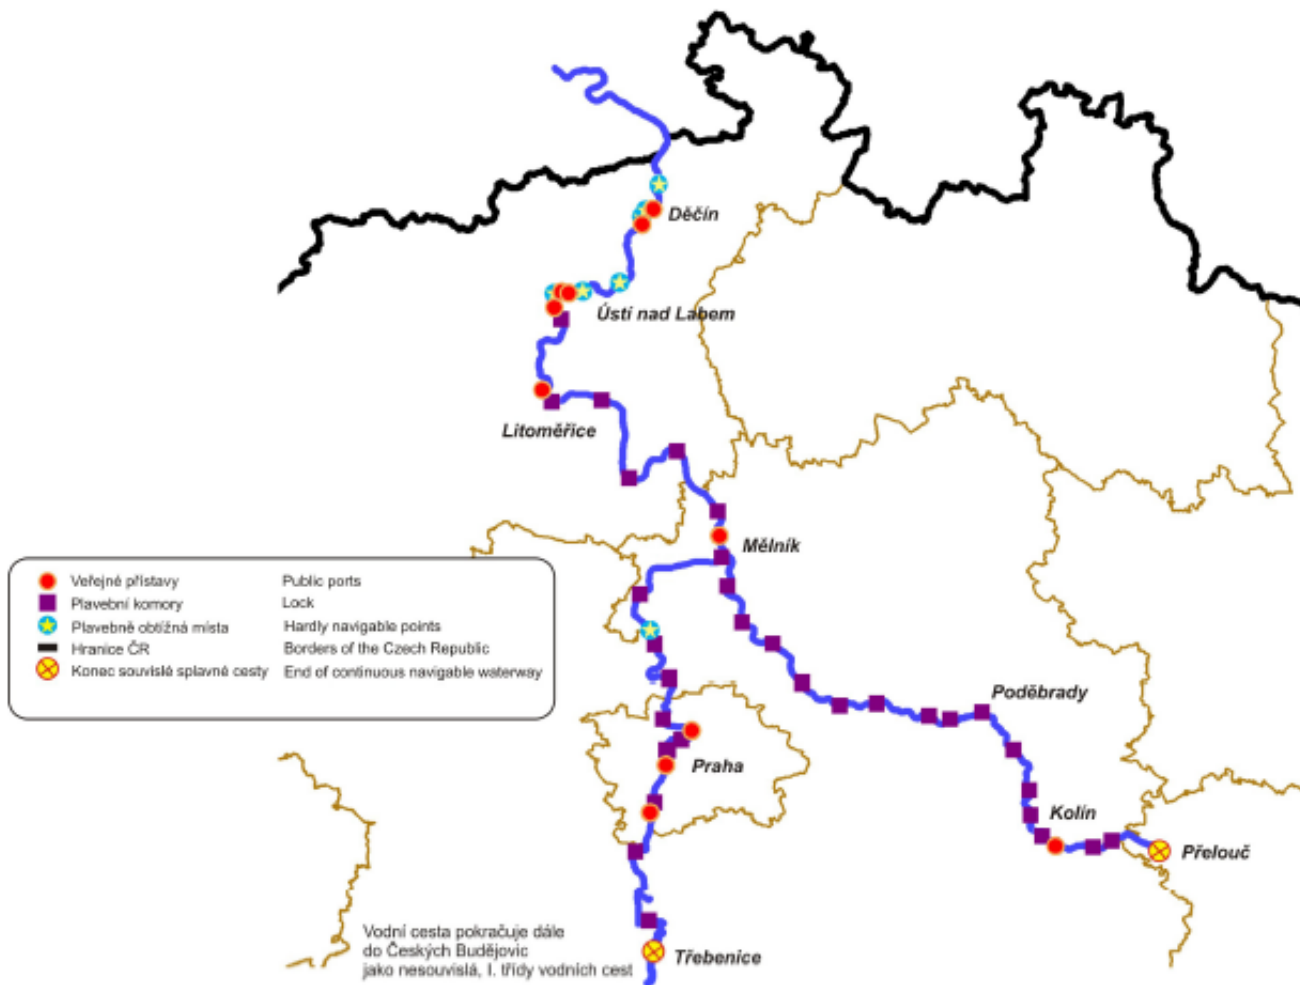 Děčín
Ústi nad Labem
Litoměřice
Mělník
Veřejné přístavy Public ports
Plavební komory Lock
Plavebně obtížná místa Hardly navigable points
Hranice ČR Borders of the Czech Republic
Konec souvislé splavné cesty End of continuous navigable waterway
Poděbrady
Praha
Kolín
Přelouč
Vodní cesta pokračuje dále
do Českých Budějovic
jako nesouvislá, I. třídy vodních cest
Třebenice